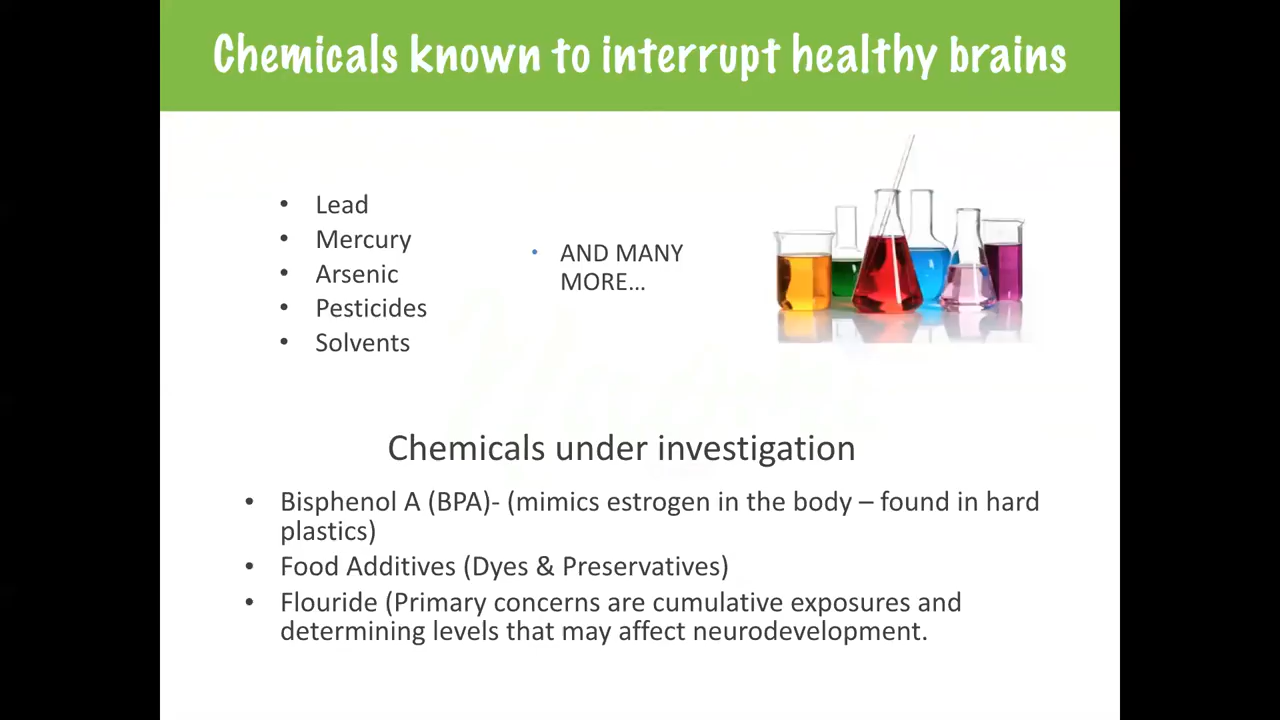 Chemicals known to interrupt healthy brains
• Lead
• Mercury
• Arsenic
• Pesticides
• Solvents
• AND MANY
MORE…
Chemicals under investigation
• Bisphenol A (BPA)- (mimics estrogen in the body – found in hard
plastics)
• Food Additives (Dyes & Preservatives)
• Flouride (Primary concerns are cumulative exposures and
determining levels that may affect neurodevelopment.